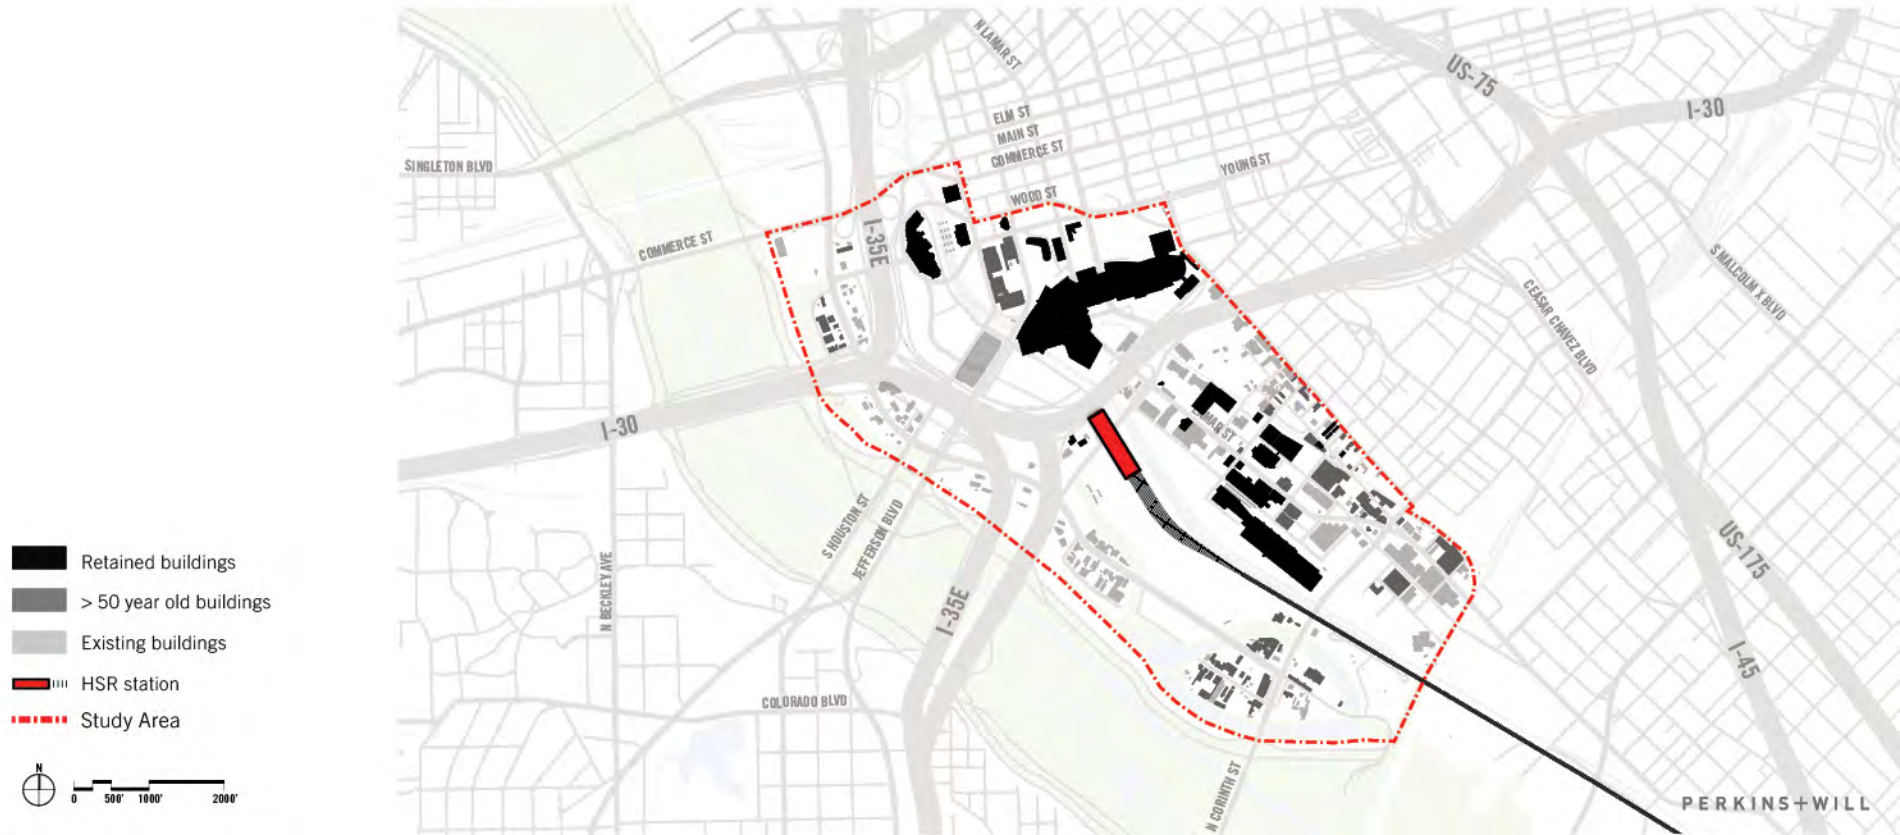 N LAMAR ST
US-75
I-30
ELM ST
MAIN ST
COMMERCE ST
SINGLETON BLVD
YOUNG ST
WOOD ST
COMMERCE ST
I-35E
S MALCOLM X BLVD
CEASAR CHAVEZ BLVD
LAMAR ST
I-30
S HOUSTON ST
JEFFERSON BLVD
N BECKLEY AVE
I-35E
US-175
I-45
COLORADO BLVD
N CORINTH ST
Retained buildings
> 50 year old buildings
Existing buildings
HSR station
Study Area
N
0 500' 1000' 2000'
PERKINS+WILL